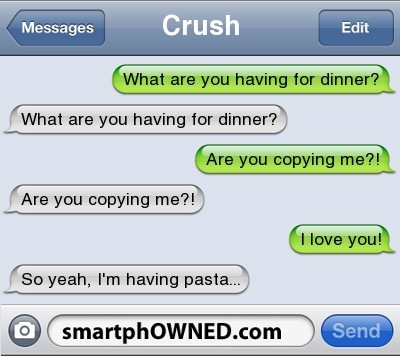 Messages Crush Edit
What are you having for dinner?
What are you having for dinner?
Are you copying me?!
Are you copying me?!
I love you!
So yeah, I'm having pasta...
smartphOWNED.com Send